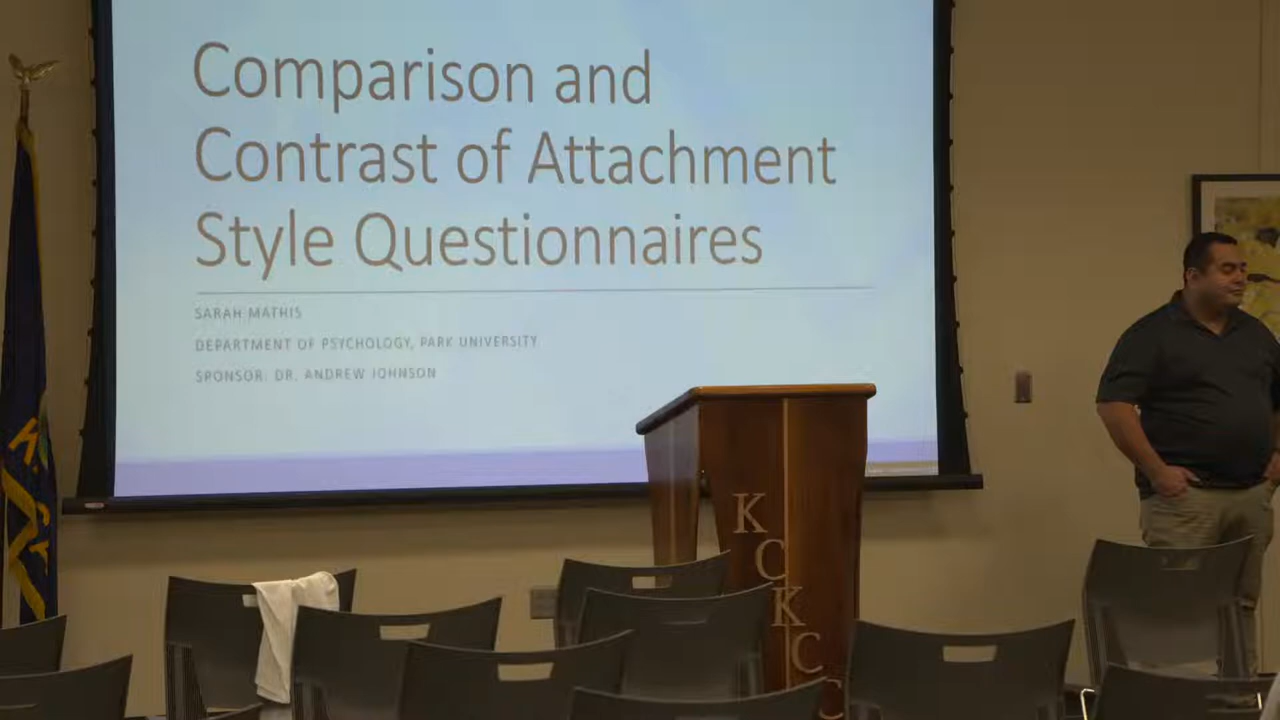 Comparison and
Contrast of Attachment
Style Questionnaires
SARAH MATHIS
DEPARTMENT OF PSYCHOLOGY, PARK UNIVERSITY
SPONSOR: DR. ANDREW JOHNSON
K
C
K
C
C